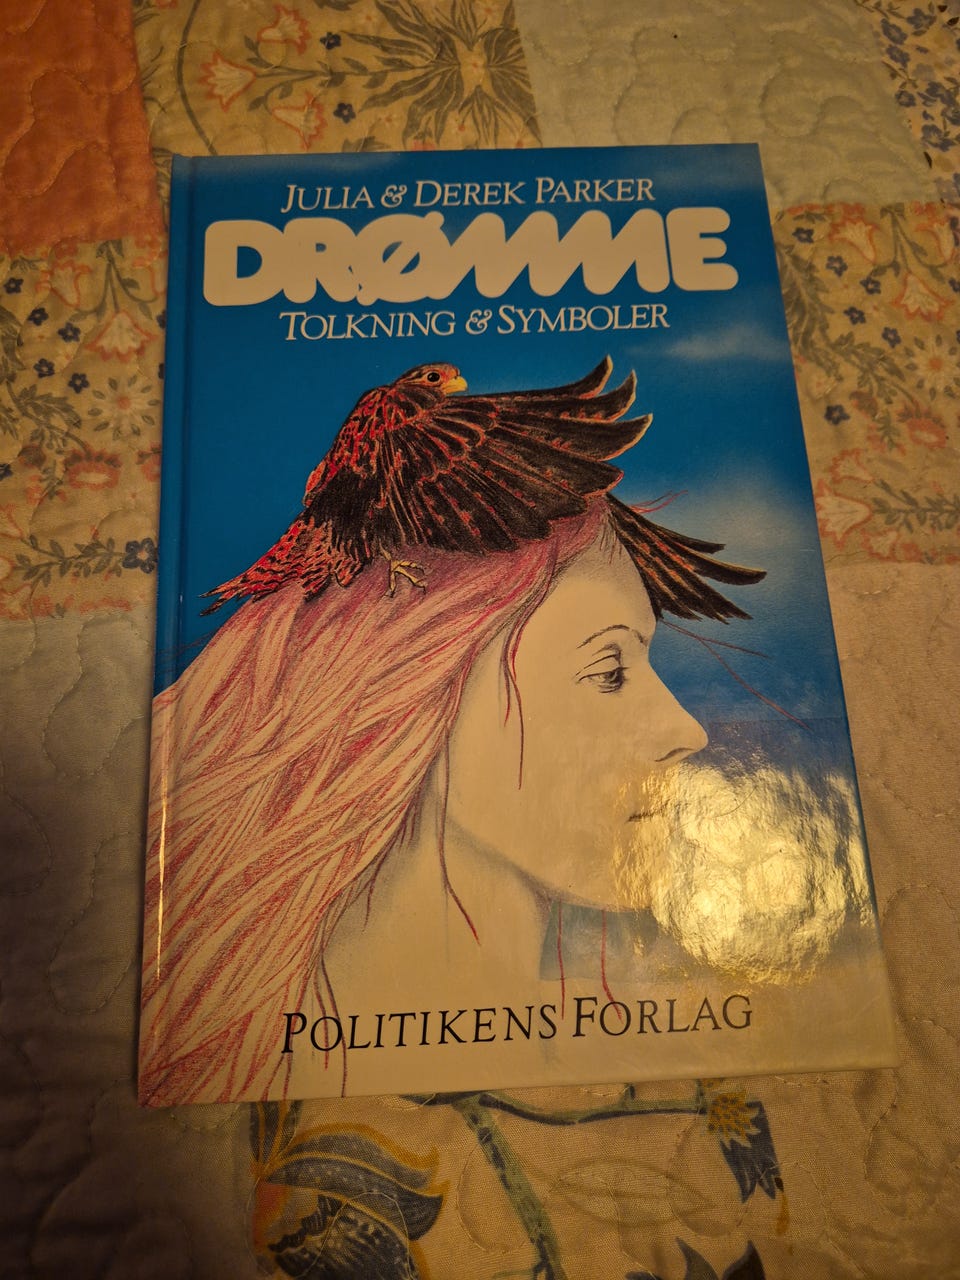 JULIA & DEREK PARKER
DRØMME
TOLKNING & SYMBOLER
POLITIKENS FORLAG